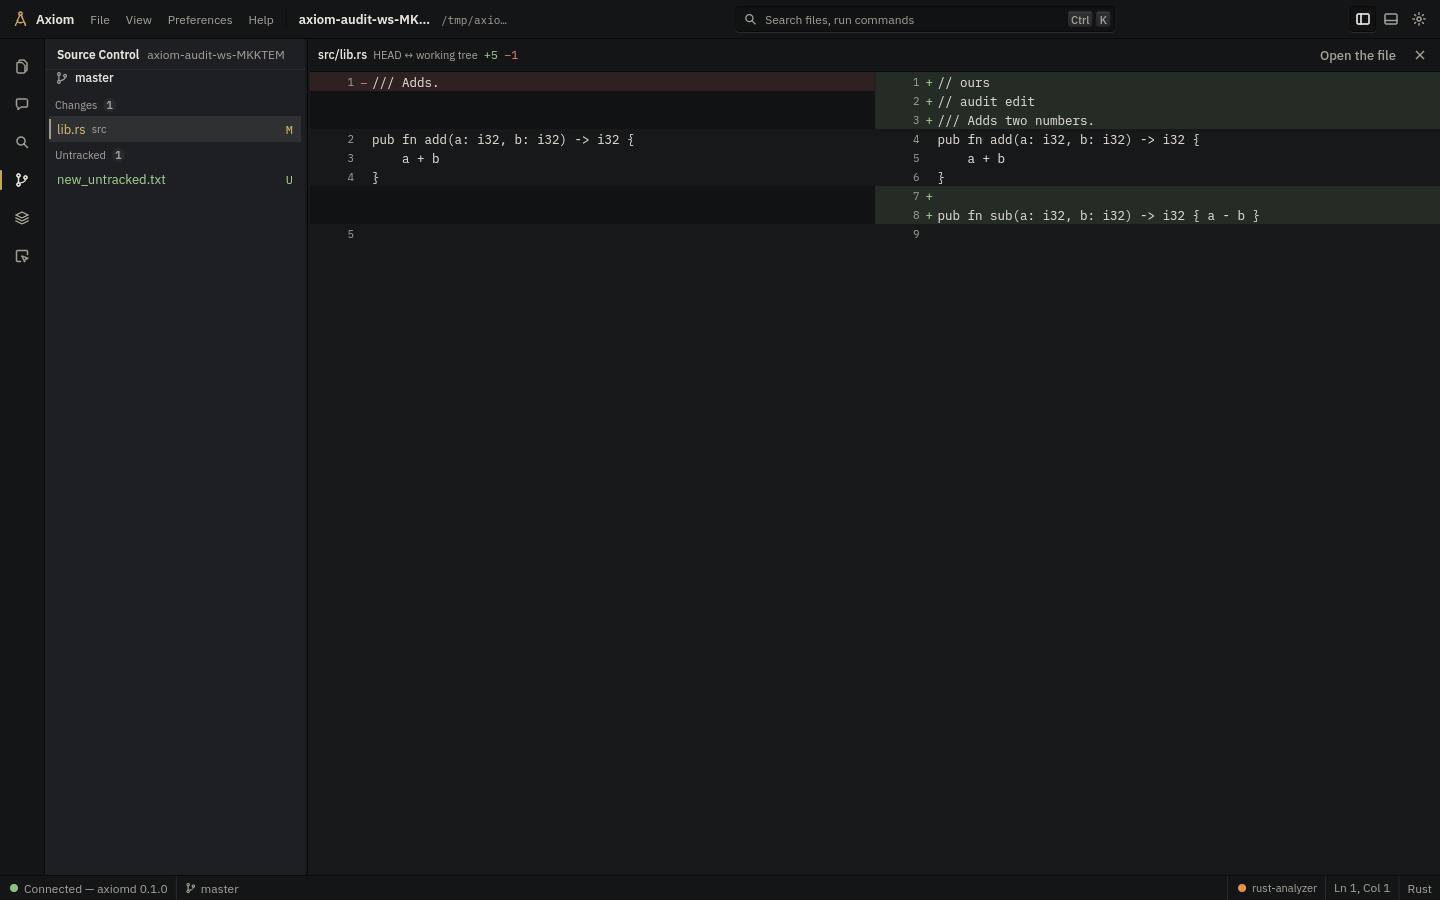 Axiom File View Preferences Help axiom-audit-ws-MK... /tmp/axio… Search files, run commands Ctrl K
Source Control axiom-audit-ws-MKKTEM
src/lib.rs HEAD ↔ working tree +5 −1 Open the file ×
master
Changes 1
lib.rs src M
Untracked 1
new_untracked.txt U
1 − /// Adds.
2 pub fn add(a: i32, b: i32) -> i32 {
3 a + b
4 }
5
1 + // ours
2 + // audit edit
3 + /// Adds two numbers.
4 pub fn add(a: i32, b: i32) -> i32 {
5 a + b
6 }
7 +
8 + pub fn sub(a: i32, b: i32) -> i32 { a - b }
9
Connected — axiomd 0.1.0 master rust-analyzer Ln 1, Col 1 Rust